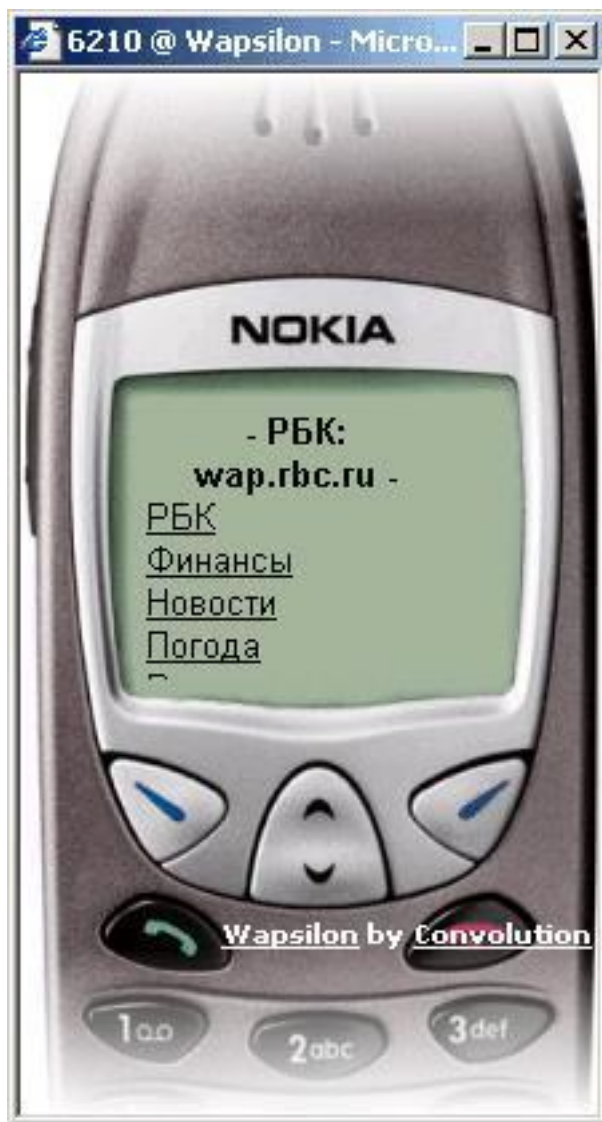 6210 @ Wapsilon - Micro...
NOKIA
- РБК:
wap.rbc.ru -
РБК
Финансы
Новости
Погода
Wapsilon by Convolution
1
2abc
3def